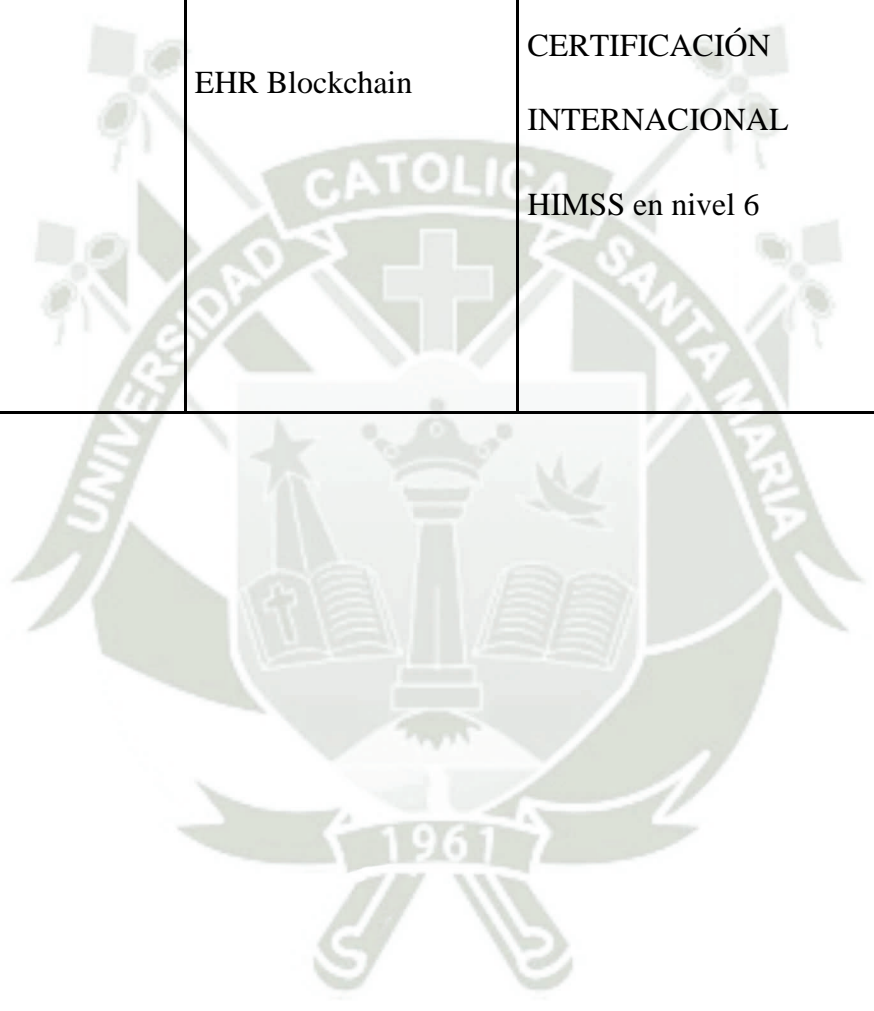 EHR Blockchain
CERTIFICACIÓN
INTERNACIONAL
HIMSS en nivel 6
UNIVERSIDAD CATOLICA SANTA MARIA
1961